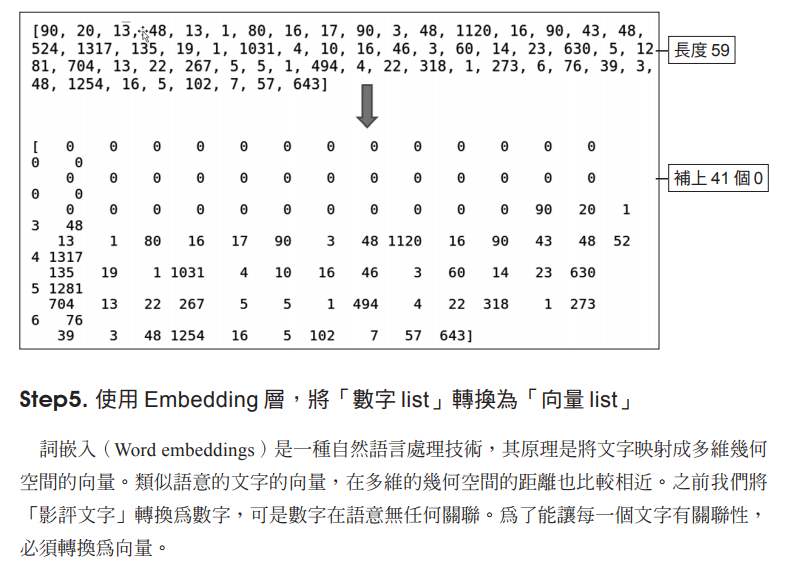 [90, 20, 13, 48, 13, 1, 80, 16, 17, 90, 3, 48, 1120, 16, 90, 43, 48,
524, 1317, 135, 19, 1, 1031, 4, 10, 16, 46, 3, 60, 14, 23, 630, 5, 12
81, 704, 13, 22, 267, 5, 5, 1, 494, 4, 22, 318, 1, 273, 6, 76, 39, 3,
48, 1254, 16, 5, 102, 7, 57, 643]
長度 59
[ 0 0 0 0 0 0 0 0 0 0 0 0 0
0 0
0 0 0 0 0 0 0 0 0 0 0 0 0
補上 41 個 0
0 0
0 0 0 0 0 0 0 0 0 0 0 90 20 1
3 48
13 1 80 16 17 90 3 48 1120 16 90 43 48 52
4 1317
135 19 1 1031 4 10 16 46 3 60 14 23 630
5 1281
704 13 22 267 5 5 1 494 4 22 318 1 273
6 76
39 3 48 1254 16 5 102 7 57 643]
Step5. 使用 Embedding 層，將「數字 list」轉換為「向量 list」
詞嵌入（Word embeddings）是一種自然語言處理技術，其原理是將文字映射成多維幾何
空間的向量。類似語意的文字的向量，在多維的幾何空間的距離也比較相近。之前我們將
「影評文字」轉換爲數字，可是數字在語意無任何關聯。爲了能讓每一個文字有關聯性，
必須轉換爲向量。